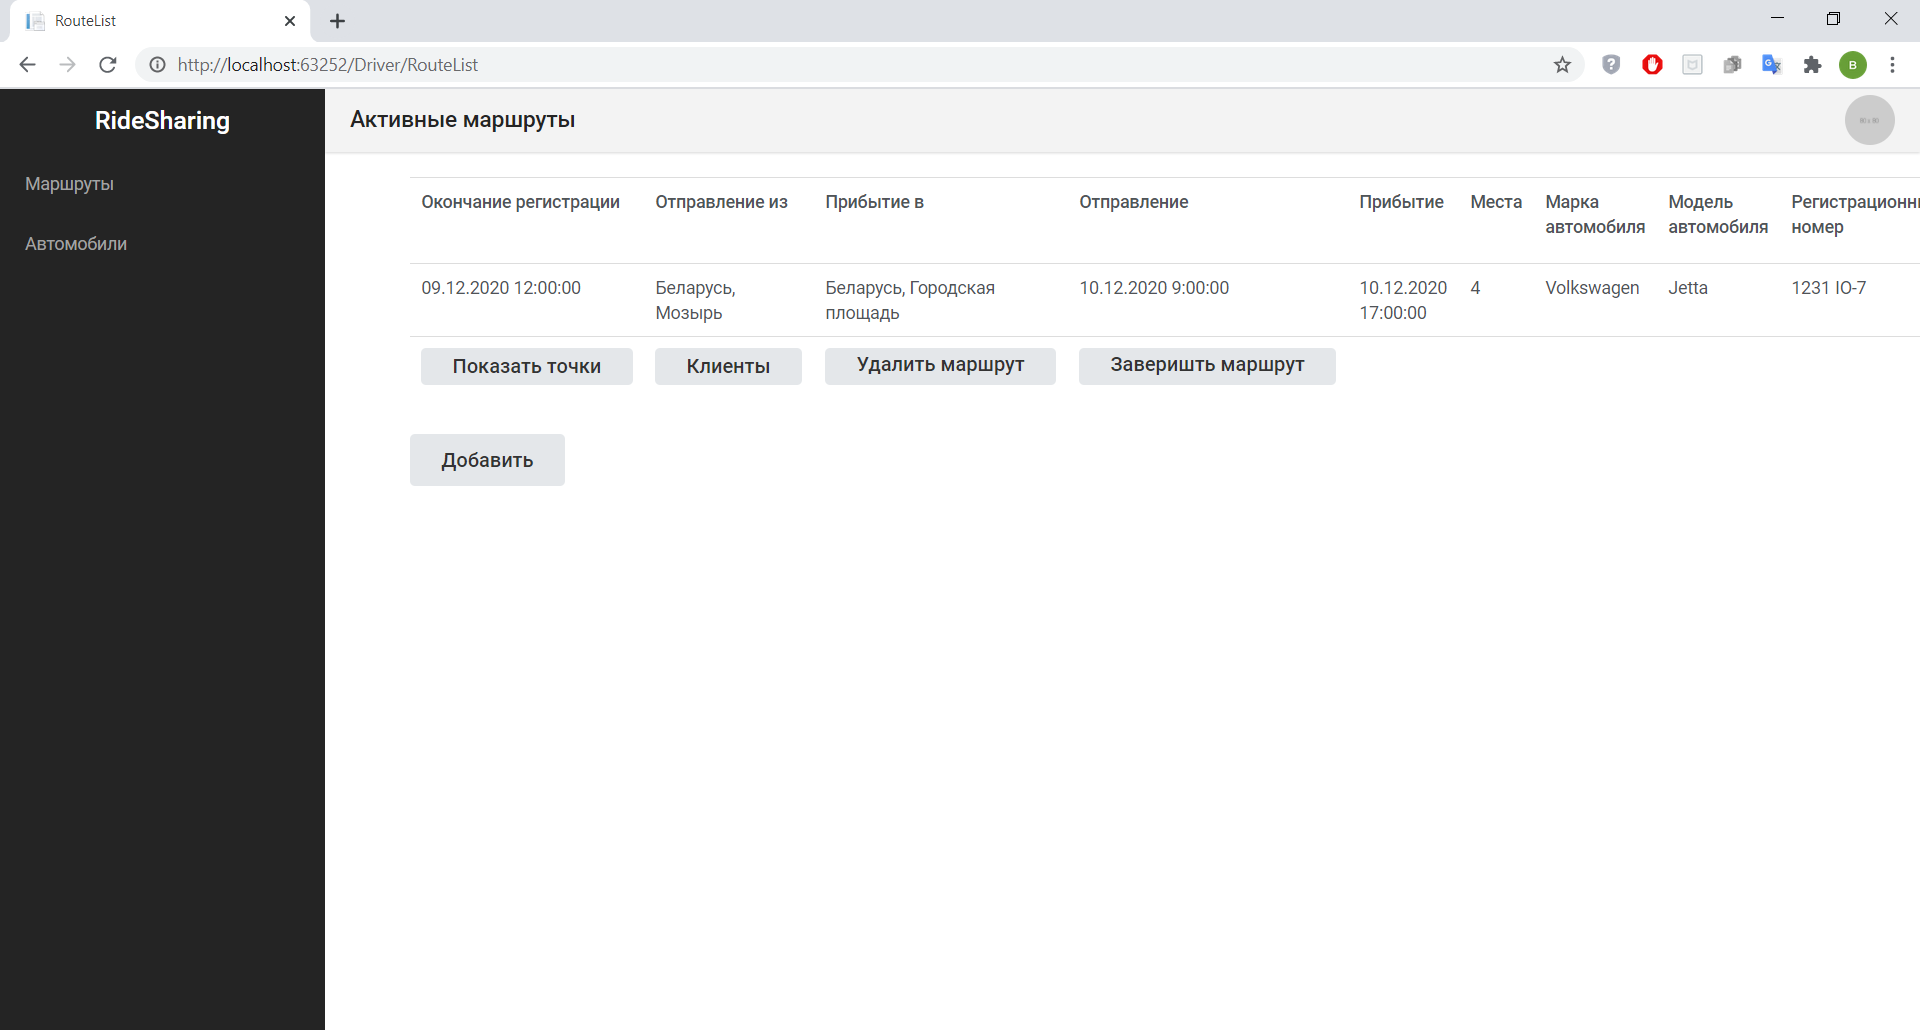 RouteList
http://localhost:63252/Driver/RouteList
B
RideSharing
Активные маршруты
Маршруты
Автомобили
Окончание регистрации Отправление из Прибытие в Отправление Прибытие Места Марка автомобиля Модель автомобиля Регистрационн номер
09.12.2020 12:00:00 Беларусь, Мозырь Беларусь, Городская площадь 10.12.2020 9:00:00 10.12.2020 17:00:00 4 Volkswagen Jetta 1231 IO-7
Показать точки Клиенты Удалить маршрут Заверишть маршрут
Добавить